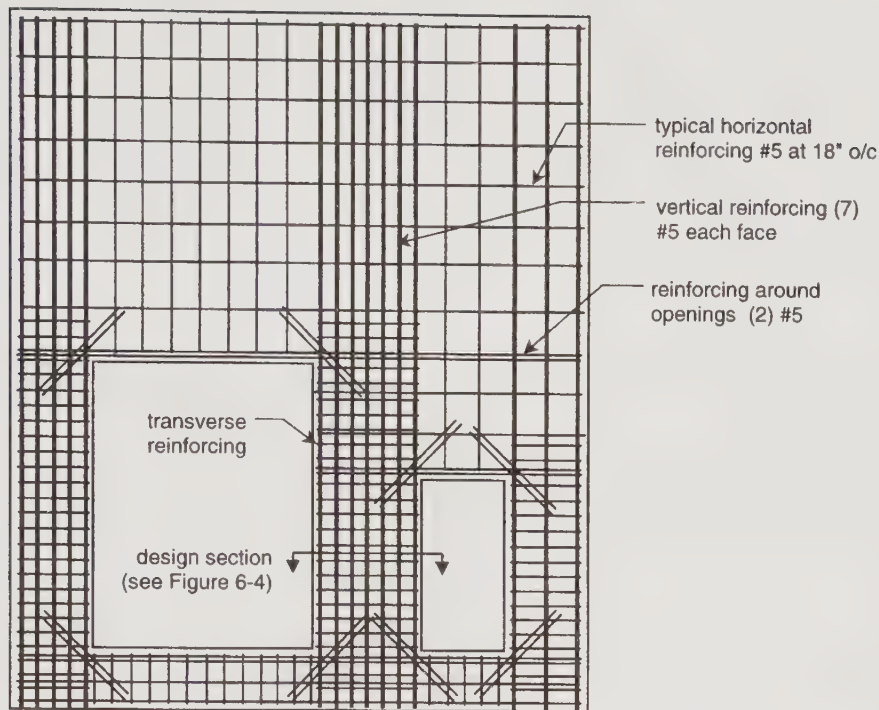 typical horizontal
reinforcing #5 at 18" o/c
vertical reinforcing (7)
#5 each face
reinforcing around
openings (2) #5
transverse
reinforcing
design section
(see Figure 6-4)